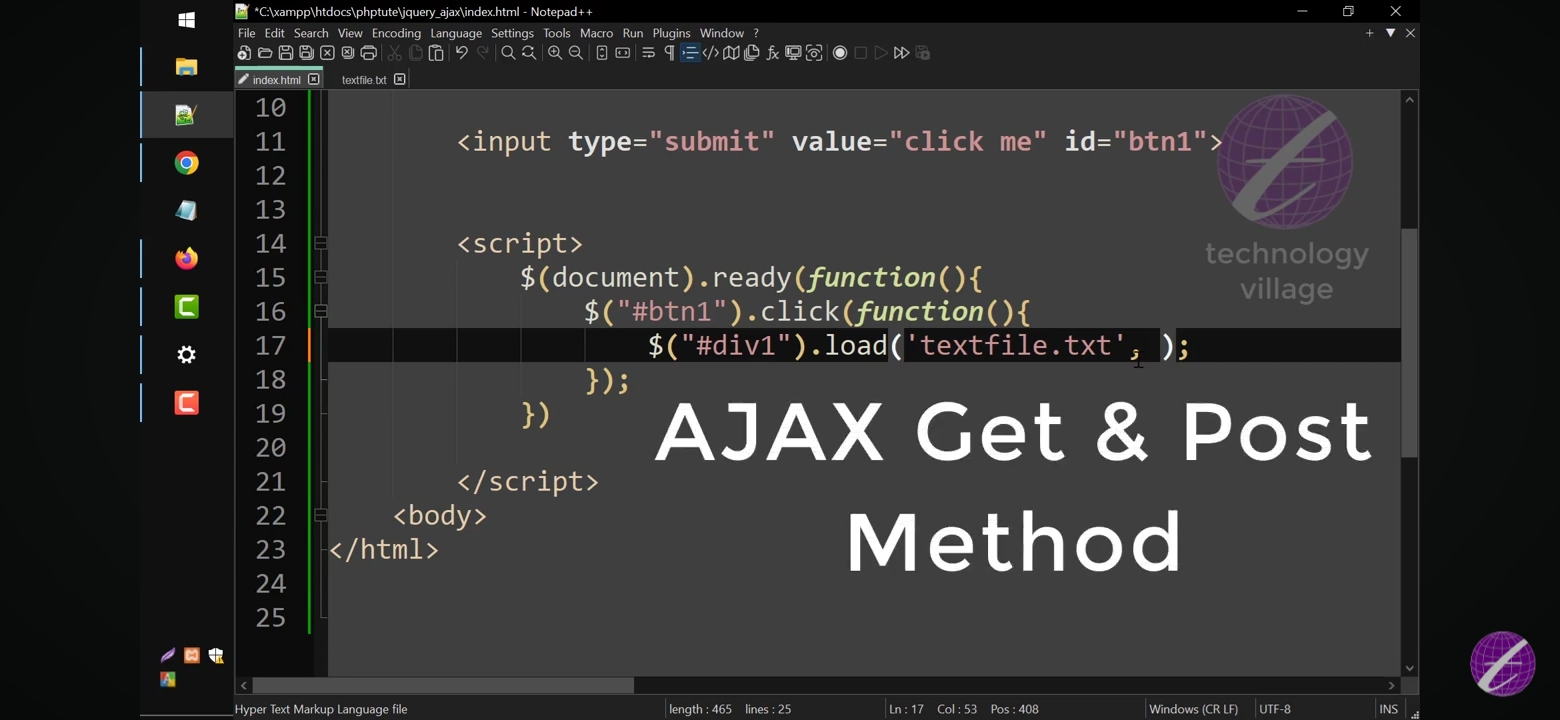 *C:\xampp\htdocs\phptute\jquery_ajax\index.html - Notepad++
File Edit Search View Encoding Language Settings Tools Macro Run Plugins Window ?
index.html textfile.txt
10
11 <input type="submit" value="click me" id="btn1">
12
13
14 <script>
15 $(document).ready(function(){
16 $("#btn1").click(function(){
17 $("#div1").load('textfile.txt', );
18 });
19 })
20
21 </script>
22 <body>
23 </html>
24
25
technology
village
AJAX Get & Post
Method
Hyper Text Markup Language file length : 465 lines : 25 Ln : 17 Col : 53 Pos : 408 Windows (CR LF) UTF-8 INS